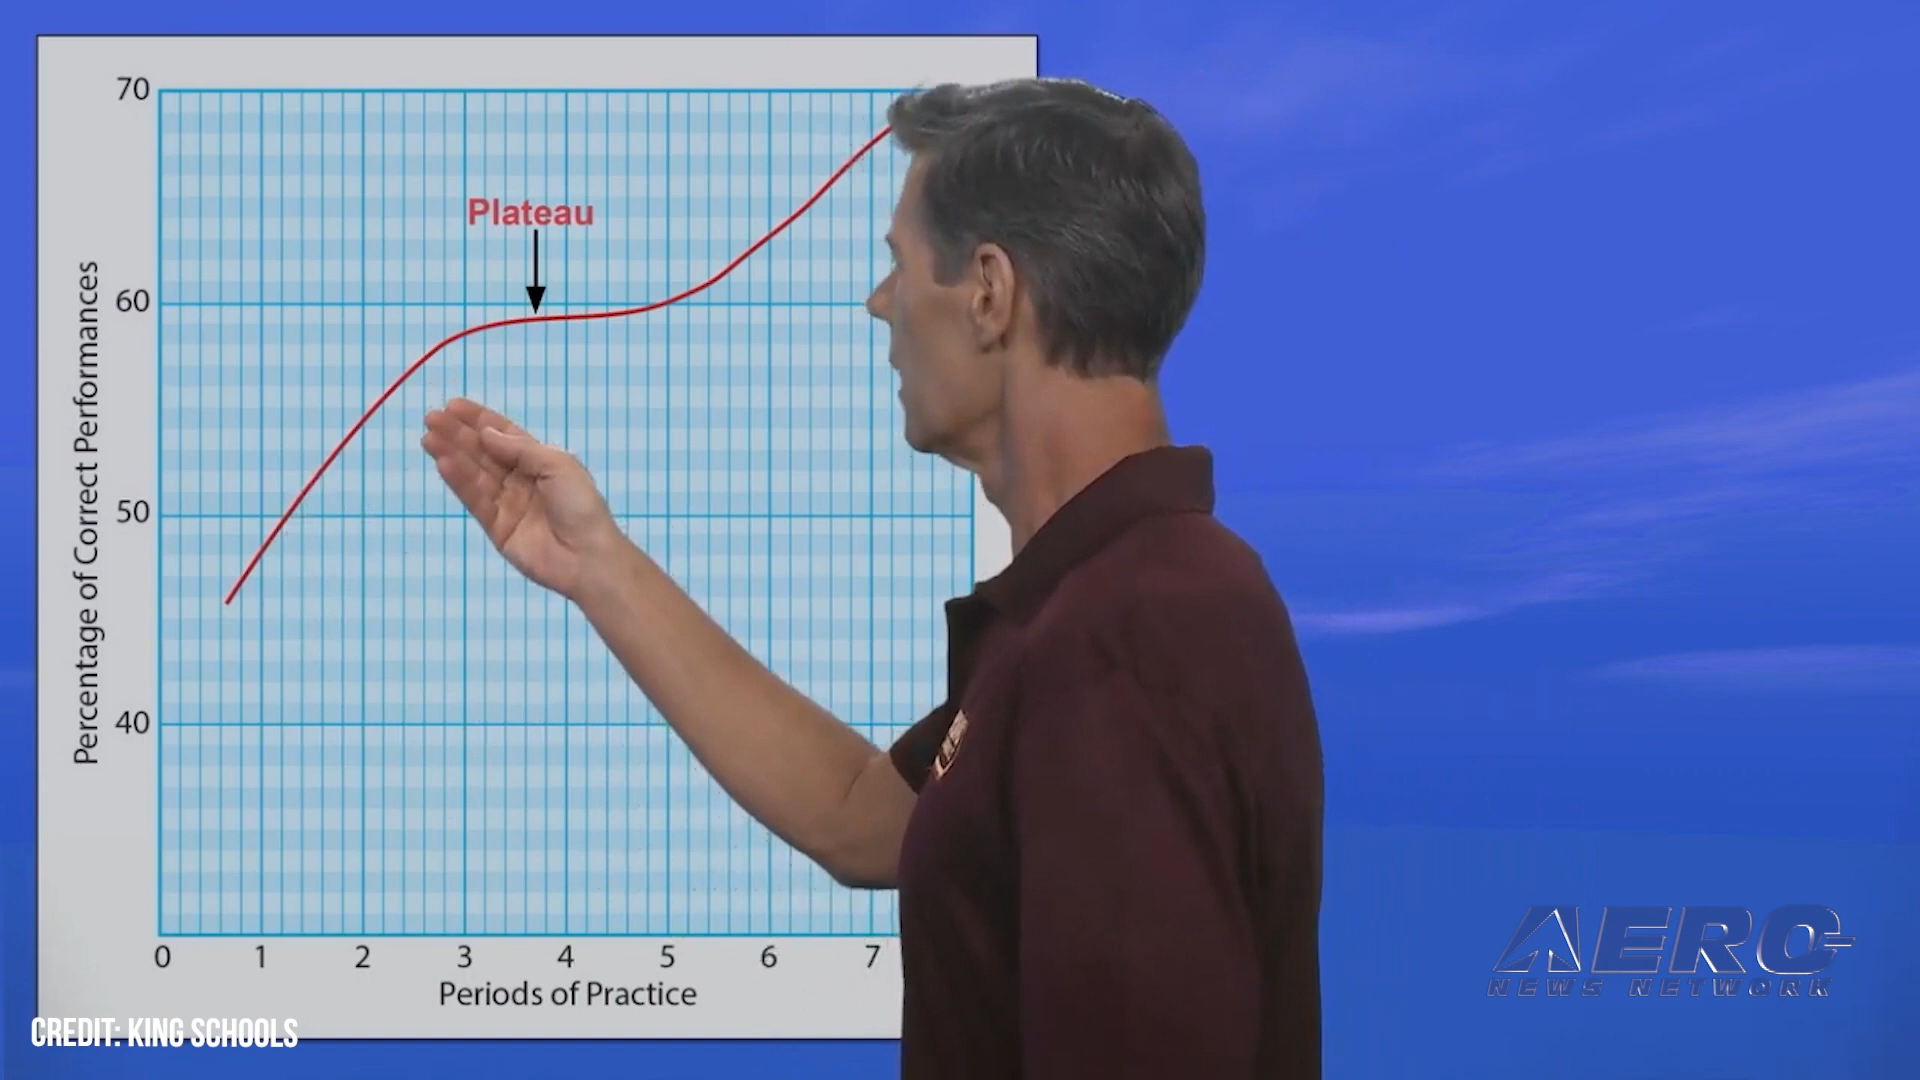 70
Plateau
60
50
40
Percentage of Correct Performances
0 1 2 3 4 5 6 7
Periods of Practice
CREDIT: KING SCHOOLS
AERO
NEWS NETWORK